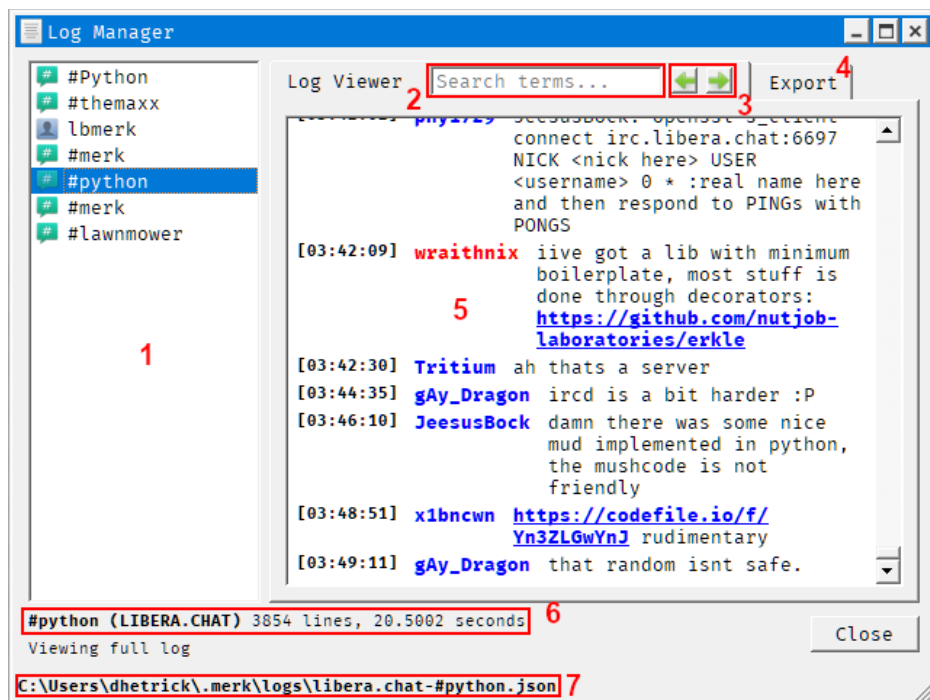 Log Manager
#Python
#themaxx
lbmerk
#merk
#python
#merk
#lawnmower
1
Log Viewer
2
Search terms...
3
Export
4
phy1729 JeesusBock: openssl s_client
connect irc.libera.chat:6697
NICK <nick here> USER
<username> 0 * :real name here
and then respond to PINGs with
PONGS
[03:42:09] wraithnix iive got a lib with minimum
boilerplate, most stuff is
done through decorators:
https://github.com/nutjob-
laboratories/erkle
5
[03:42:30] Tritium ah thats a server
[03:44:35] gAy_Dragon ircd is a bit harder :P
[03:46:10] JeesusBock damn there was some nice
mud implemented in python,
the mushcode is not
friendly
[03:48:51] x1bncwn https://codefile.io/f/
Yn3ZLGwYnJ rudimentary
[03:49:11] gAy_Dragon that random isnt safe.
#python (LIBERA.CHAT) 3854 lines, 20.5002 seconds
6
Viewing full log
Close
C:\Users\dhetrick\.merk\logs\libera.chat-#python.json
7